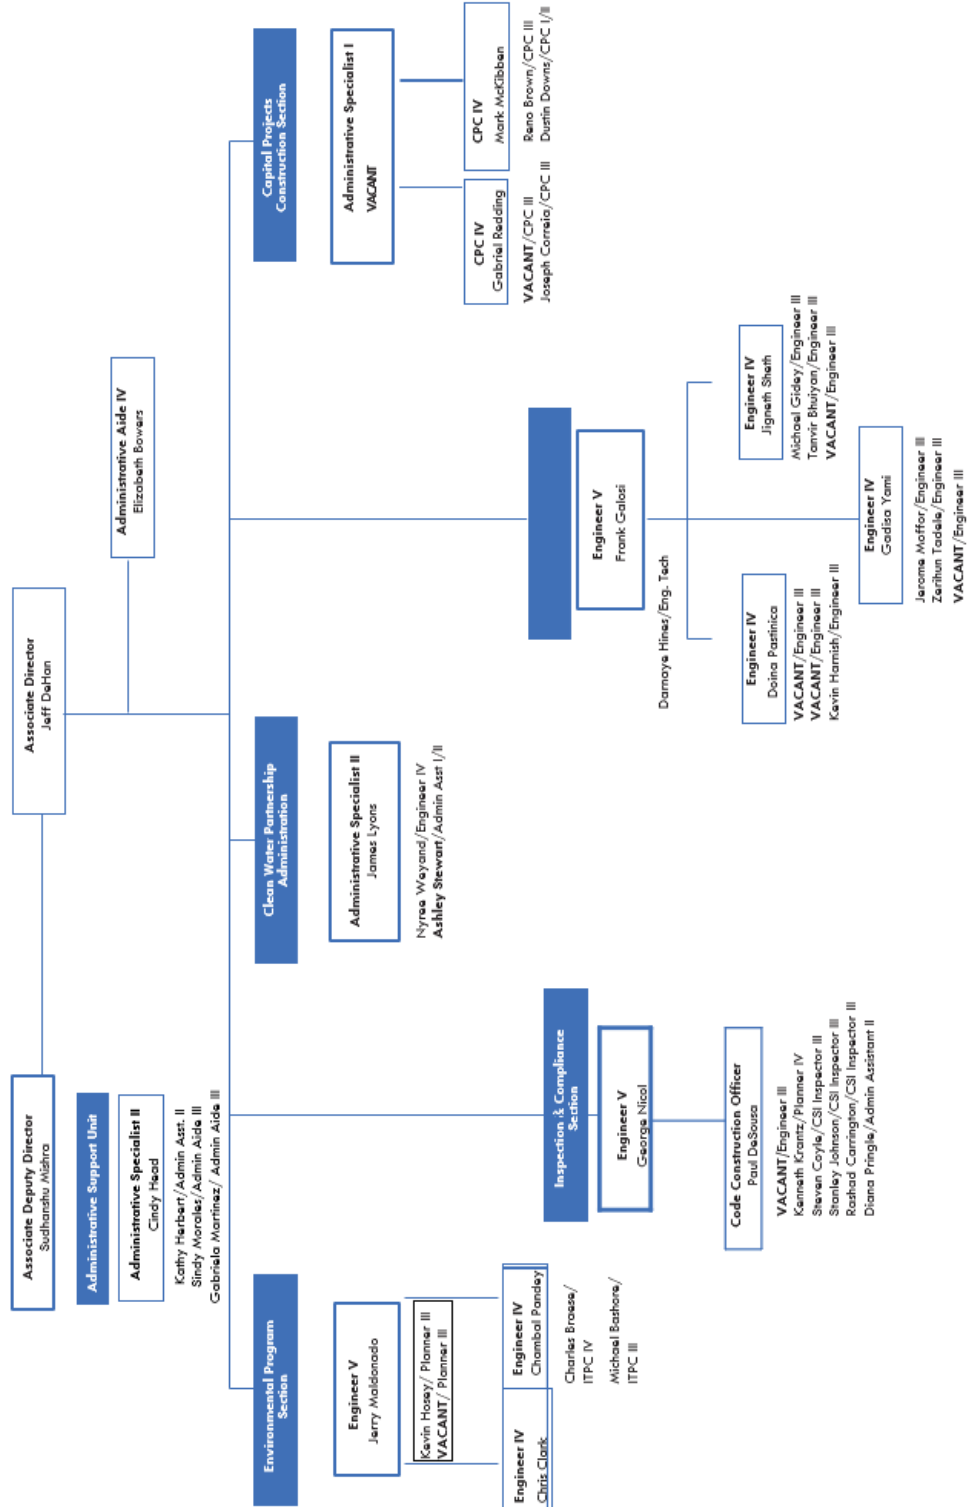 Associate Director
Jeff DeHan
Associate Deputy Director
Sudhanshu Mishra
Administrative Aide IV
Elizabeth Bowers
Administrative Support Unit
Administrative Specialist II
Cindy Head
Kathy Herbert/Admin Asst. II
Sindy Morales/Admin Aide III
Gabriela Martinez/ Admin Aide III
Environmental Program
Section
Engineer V
Jerry Maldonado
Kevin Hosey/ Planner III
VACANT/ Planner III
Engineer IV
Chris Clark
Engineer IV
Chambal Pandey
Charles Braese/
ITPC IV
Michael Bashore/
ITPC III
Inspection & Compliance
Section
Engineer V
George Nicol
Code Construction Officer
Paul DeSousa
VACANT/Engineer III
Kenneth Krantz/Planner IV
Steven Coyle/CSI Inspector III
Stanley Johnson/CSI Inspector III
Rashad Carrington/CSI Inspector III
Diana Pringle/Admin Assistant II
Clean Water Partnership
Administration
Administrative Specialist II
James Lyons
Nyree Weyand/Engineer IV
Ashley Stewart/Admin Asst I/II
Engineer V
Frank Galosi
Darnaye Hines/Eng. Tech
Engineer IV
Doina Pastinica
VACANT/Engineer III
VACANT/Engineer III
Kevin Harnish/Engineer III
Engineer IV
Gadisa Yami
Jerome Maffor/Engineer III
Zerihun Tadele/Engineer III
VACANT/Engineer III
Engineer IV
Jigneth Sheth
Michael Gidey/Engineer III
Tanvir Bhuiyan/Engineer III
VACANT/Engineer III
Capital Projects
Construction Section
Administrative Specialist I
VACANT
CPC IV
Gabriel Redding
VACANT/CPC III
Joseph Correia/CPC III
CPC IV
Mark McKibben
Reno Brown/CPC III
Dustin Downs/CPC I/II